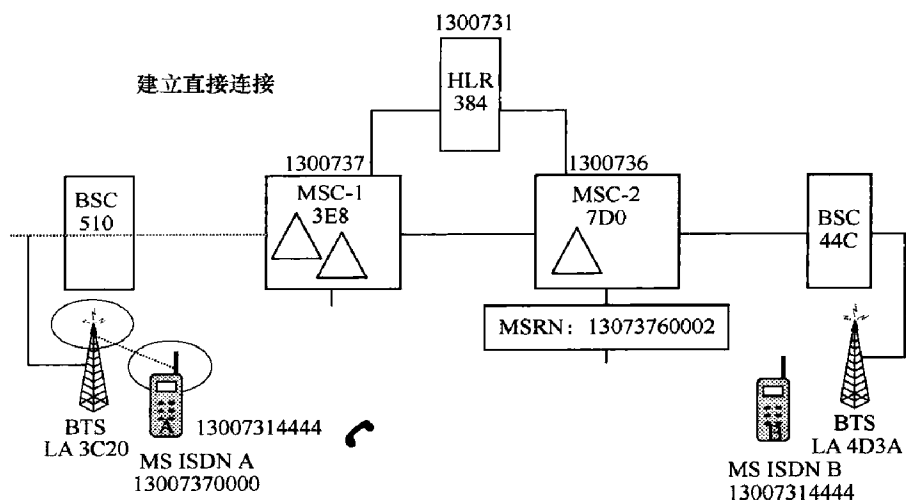 1300731
建立直接连接
HLR
384
1300737
1300736
BSC
510
MSC-1
3E8
MSC-2
7D0
BSC
44C
MSRN：13073760002
A
13007314444
BTS
LA 3C20
MS ISDN A
13007370000
B
BTS
LA 4D3A
MS ISDN B
13007314444